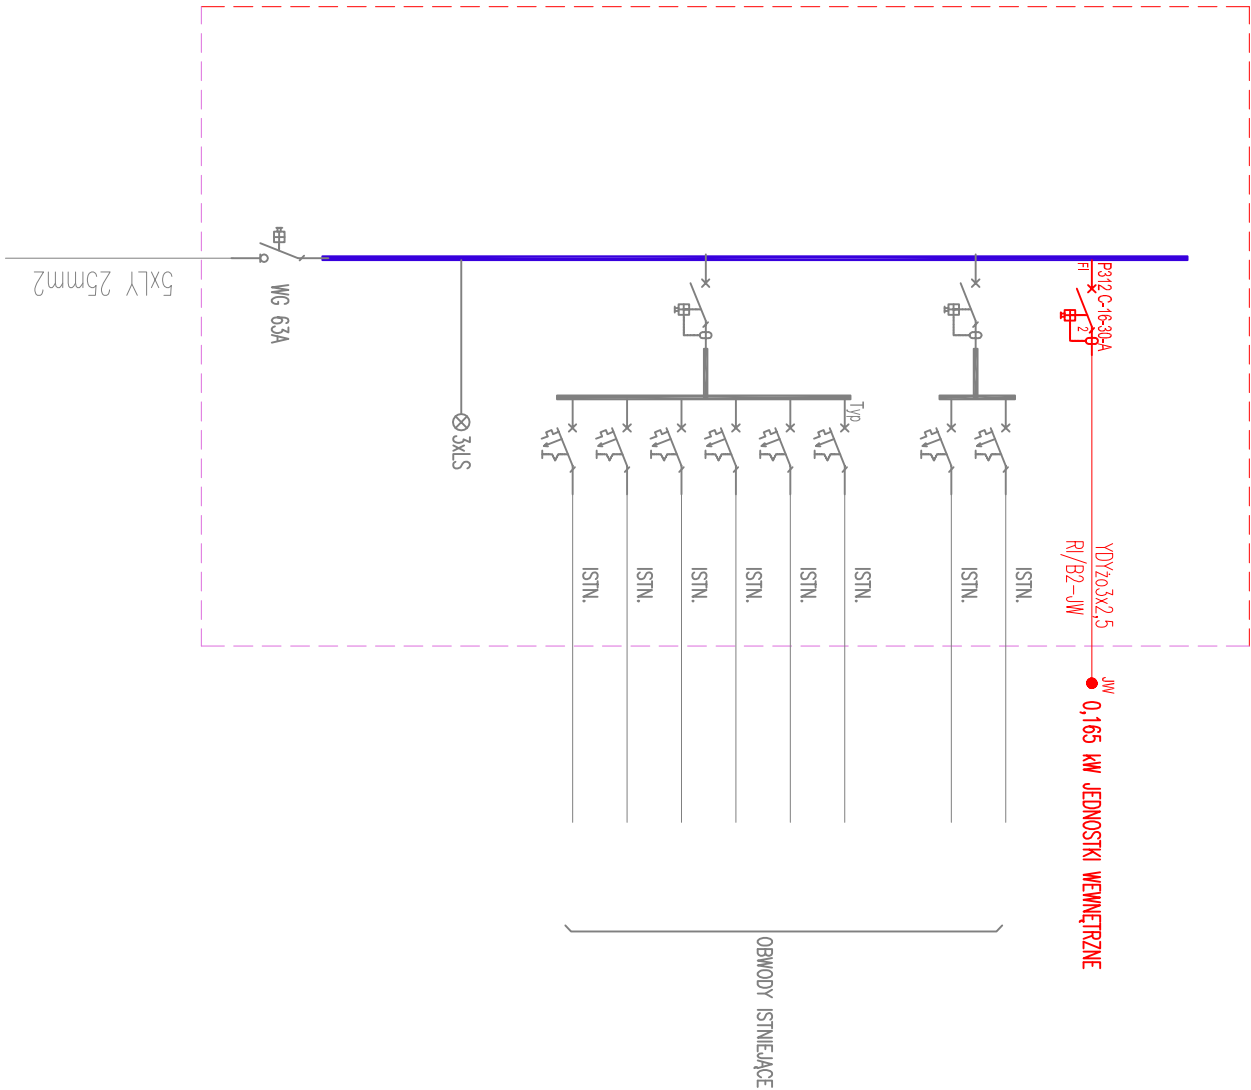 5xLY 25mm2
WG 63A
3xLS
Typ
P312 C-16-30-A
FI
2
ISTN.
ISTN.
ISTN.
ISTN.
ISTN.
ISTN.
ISTN.
ISTN.
YDYżo3x2,5
RI/B2-JW
JW
0,165 kW JEDNOSTKI WEWNĘTRZNE
OBWODY ISTNIEJĄCE